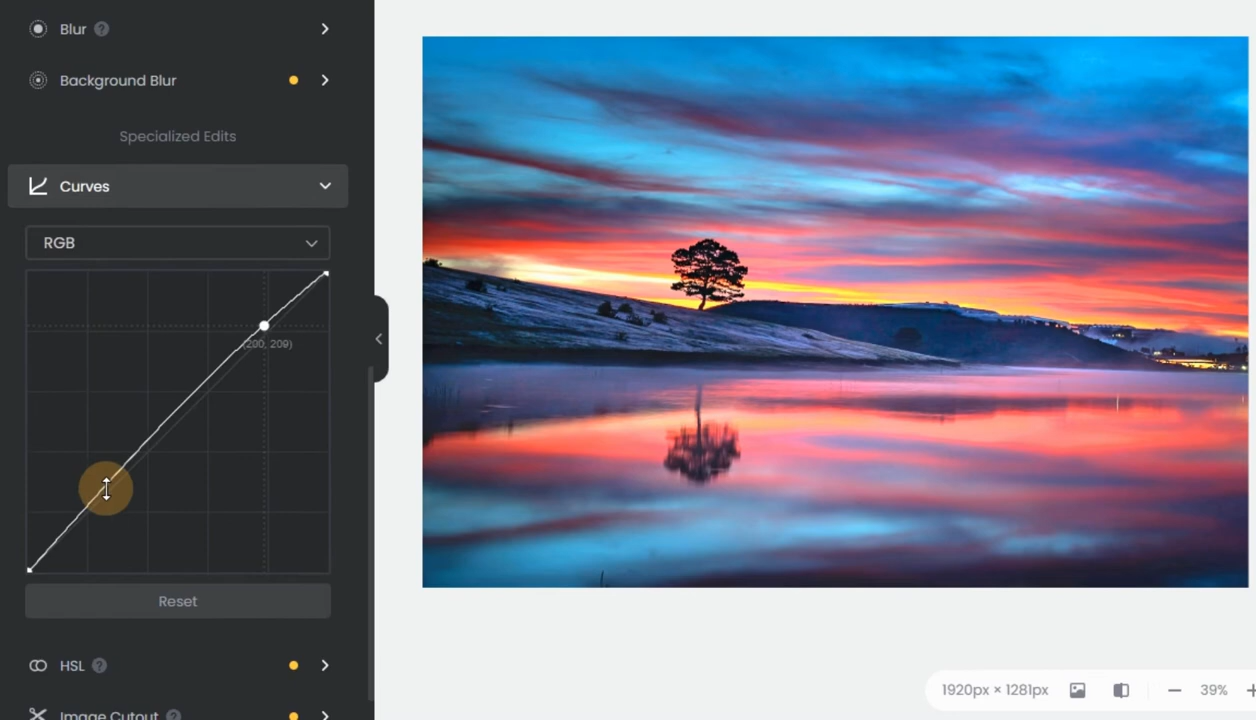 Blur
Background Blur
Specialized Edits
Curves
RGB
(200, 209)
Reset
HSL
Image Cutout
1920px × 1281px
39%